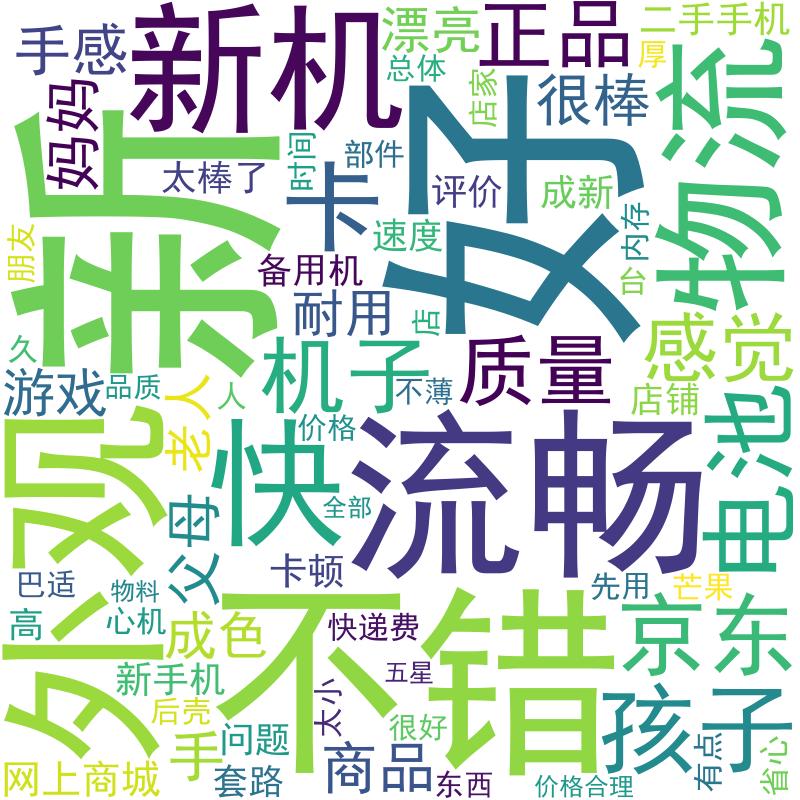 手感
新机
漂亮
正品
二手手机
厚
总体
店家
很棒
物流
妈妈
新
太棒了
时间
部件
好
卡
评价
成新
速度
内存
台
朋友
备用机
耐用
店
感觉
久
机子
质量
游戏
品质
老人
人
不薄
店铺
价格
外观
快
流畅
电池
全部
父母
巴适
物料
卡顿
先用
芒果
高
心机
成色
不错
快递费
京东
新手机
五星
孩子
后壳
太小
很好
手
问题
商品
有点
省心
网上商城
套路
东西
价格合理